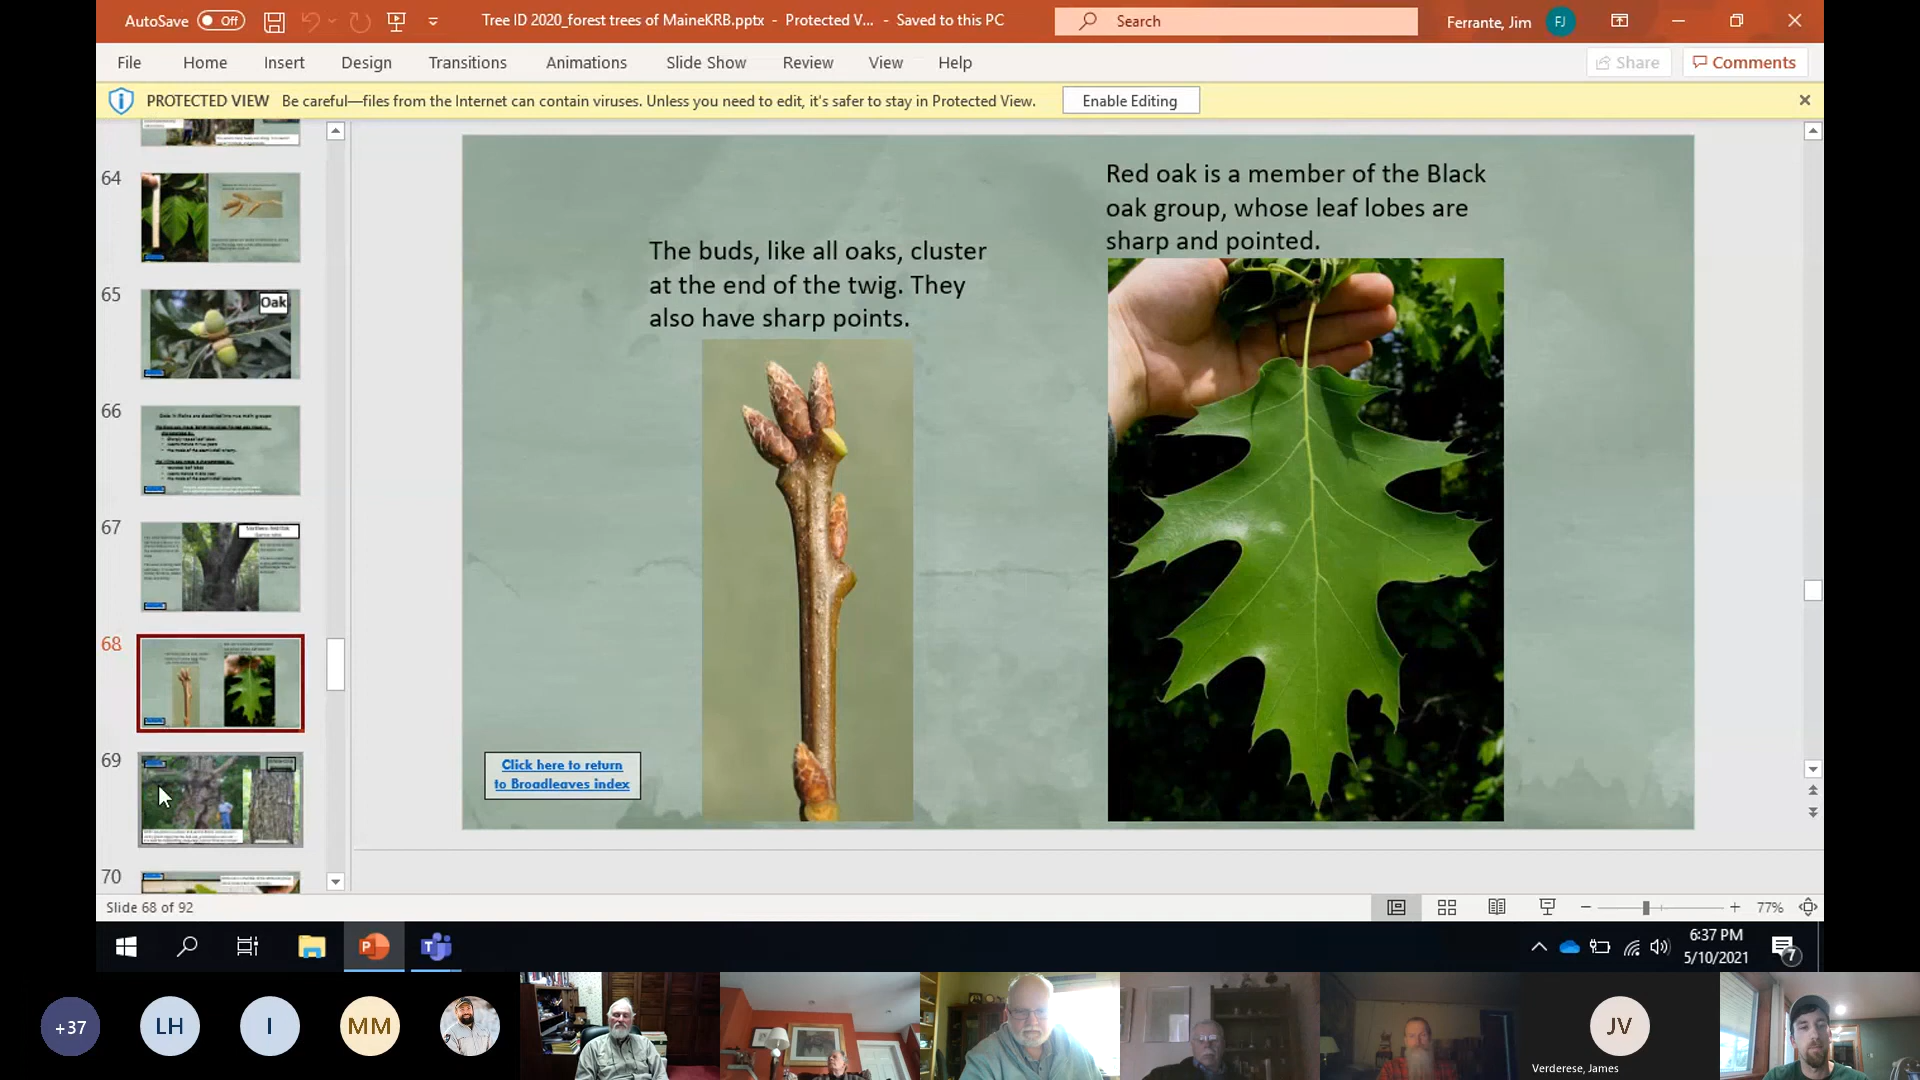 AutoSave Off
Tree ID 2020_forest trees of MaineKRB.pptx - Protected V... - Saved to this PC
Search
Ferrante, Jim FJ
File Home Insert Design Transitions Animations Slide Show Review View Help
Share Comments
PROTECTED VIEW Be careful—files from the Internet can contain viruses. Unless you need to edit, it's safer to stay in Protected View. Enable Editing
64
65
Oak
66
67
68
69
70
The buds, like all oaks, cluster
at the end of the twig. They
also have sharp points.
Red oak is a member of the Black
oak group, whose leaf lobes are
sharp and pointed.
Click here to return
to Broadleaves index
Slide 68 of 92
77%
6:37 PM
5/10/2021
7
+37 LH I MM JV
Verderese, James